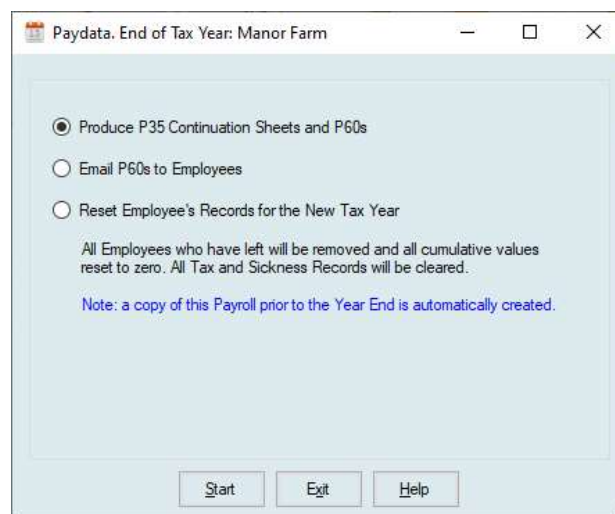 Paydata. End of Tax Year: Manor Farm
Produce P35 Continuation Sheets and P60s
Email P60s to Employees
Reset Employee's Records for the New Tax Year
All Employees who have left will be removed and all cumulative values
reset to zero. All Tax and Sickness Records will be cleared.
Note: a copy of this Payroll prior to the Year End is automatically created.
Start Exit Help